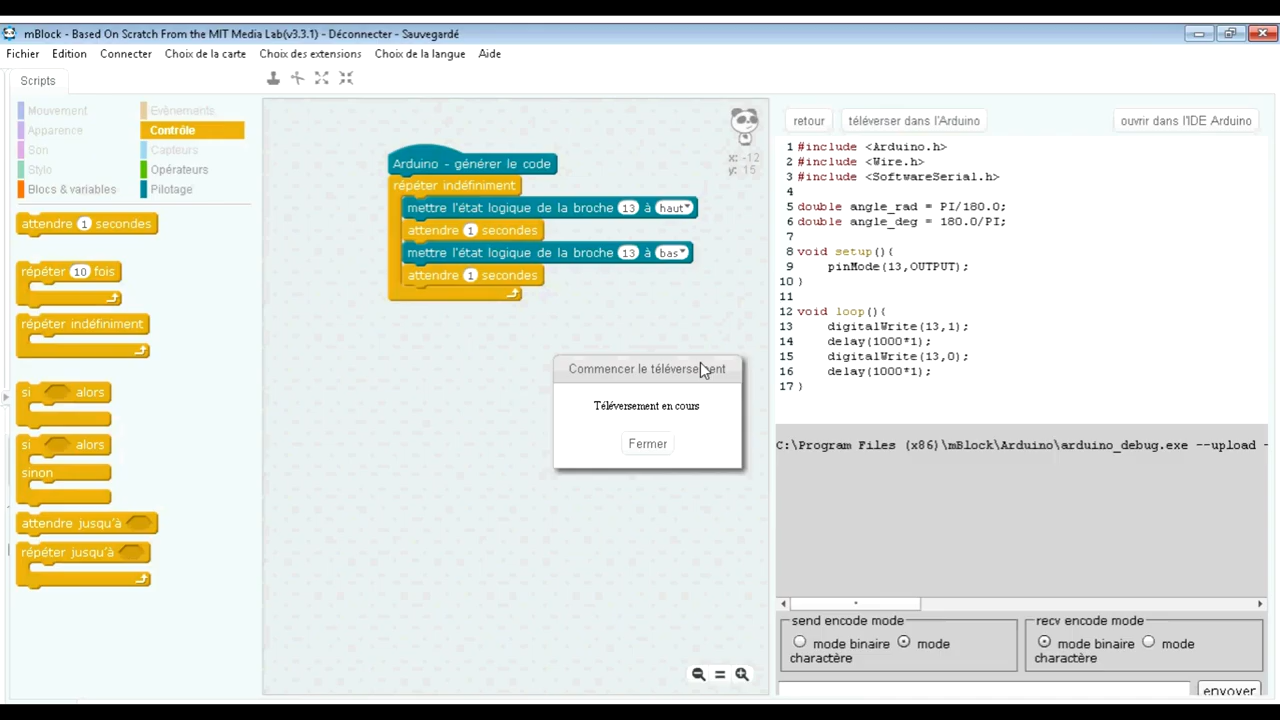 mBlock - Based On Scratch From the MIT Media Lab(v3.3.1) - Déconnecter - Sauvegardé
Fichier Edition Connecter Choix de la carte Choix des extensions Choix de la langue Aide
Scripts
Mouvement
Apparence
Son
Stylo
Blocs & variables
Evènements
Contrôle
Capteurs
Opérateurs
Pilotage
attendre 1 secondes
répéter 10 fois
répéter indéfiniment
si alors
si alors
sinon
attendre jusqu'à
répéter jusqu'à
x: -12
y: 15
Arduino - générer le code
répéter indéfiniment
mettre l'état logique de la broche 13 à haut
attendre 1 secondes
mettre l'état logique de la broche 13 à bas
attendre 1 secondes
Commencer le téléversement
Téléversement en cours
Fermer
retour téléverser dans l'Arduino ouvrir dans l'IDE Arduino
1 #include <Arduino.h>
2 #include <Wire.h>
3 #include <SoftwareSerial.h>
4
5 double angle_rad = PI/180.0;
6 double angle_deg = 180.0/PI;
7
8 void setup(){
9 pinMode(13,OUTPUT);
10 }
11
12 void loop(){
13 digitalWrite(13,1);
14 delay(1000*1);
15 digitalWrite(13,0);
16 delay(1000*1);
17 }
C:\Program Files (x86)\mBlock\Arduino\arduino_debug.exe --upload -
send encode mode
mode binaire mode
charactère
recv encode mode
mode binaire mode
charactère
envoyer